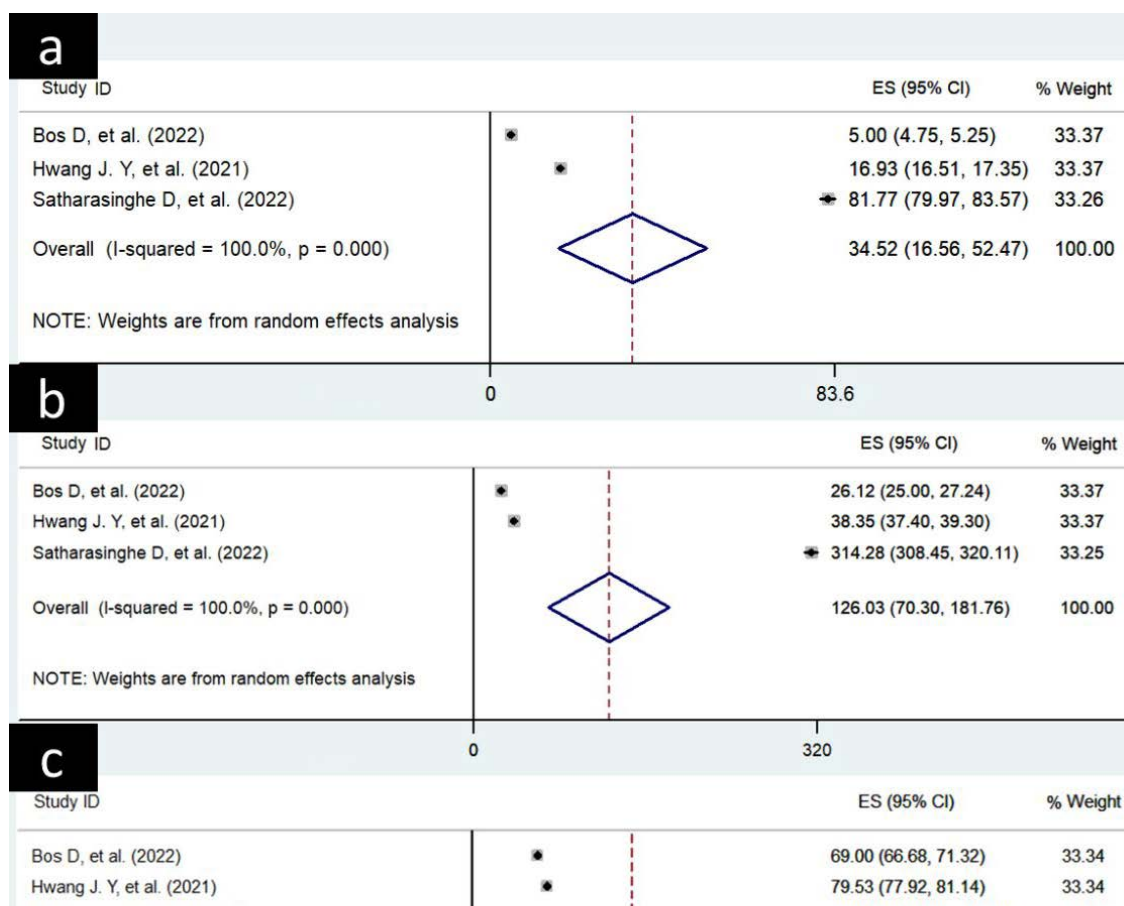 a
Study ID ES (95% CI) % Weight
Bos D, et al. (2022) 5.00 (4.75, 5.25) 33.37
Hwang J. Y, et al. (2021) 16.93 (16.51, 17.35) 33.37
Satharasinghe D, et al. (2022) 81.77 (79.97, 83.57) 33.26
Overall (I-squared = 100.0%, p = 0.000) 34.52 (16.56, 52.47) 100.00
NOTE: Weights are from random effects analysis
0 83.6
b
Study ID ES (95% CI) % Weight
Bos D, et al. (2022) 26.12 (25.00, 27.24) 33.37
Hwang J. Y, et al. (2021) 38.35 (37.40, 39.30) 33.37
Satharasinghe D, et al. (2022) 314.28 (308.45, 320.11) 33.25
Overall (I-squared = 100.0%, p = 0.000) 126.03 (70.30, 181.76) 100.00
NOTE: Weights are from random effects analysis
0 320
c
Study ID ES (95% CI) % Weight
Bos D, et al. (2022) 69.00 (66.68, 71.32) 33.34
Hwang J. Y, et al. (2021) 79.53 (77.92, 81.14) 33.34